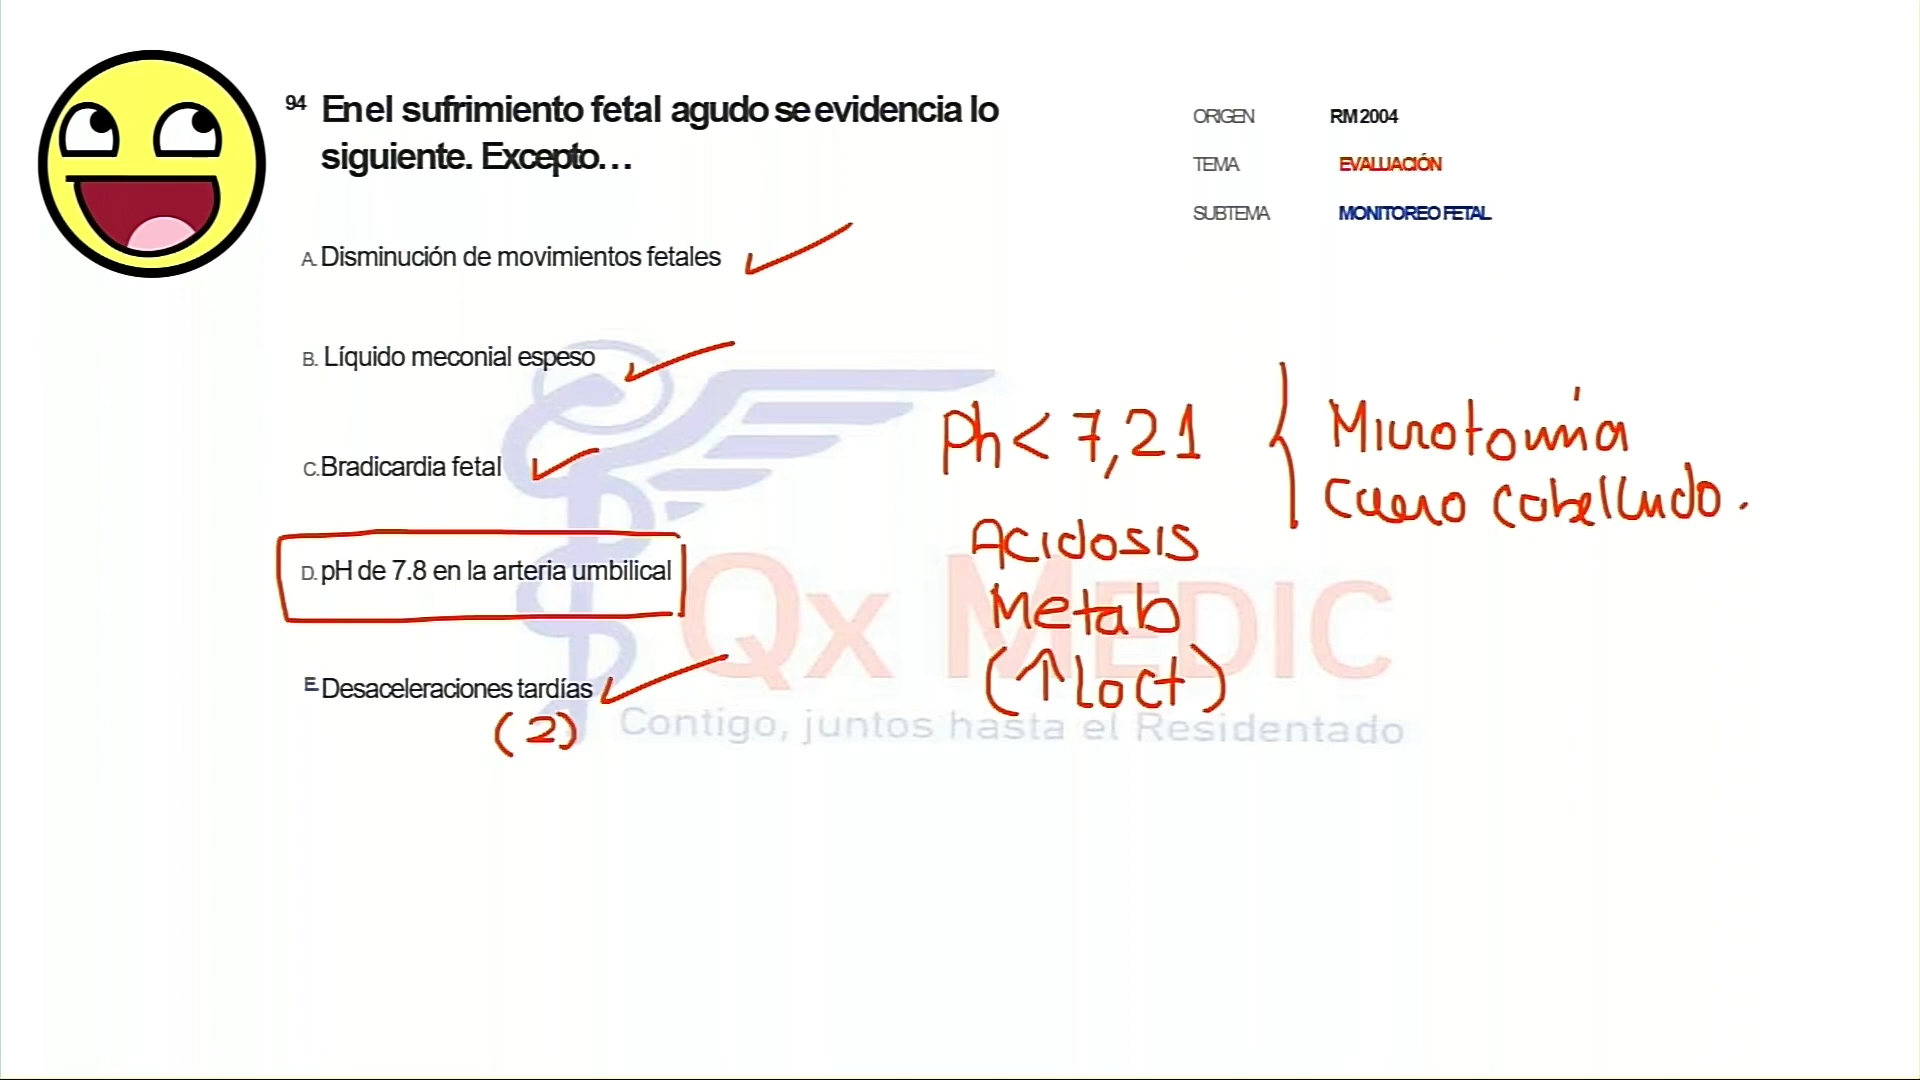 94 En el sufrimiento fetal agudo se evidencia lo
siguiente. Excepto…
ORIGEN RM 2004
TEMA EVALUACIÓN
SUBTEMA MONITOREO FETAL
A. Disminución de movimientos fetales
B. Líquido meconial espeso
C. Bradicardia fetal
D. pH de 7.8 en la arteria umbilical
E. Desaceleraciones tardías
(2)
Ph < 7,21
Acidosis
Metab
(↑ Lact)
Microtoma
Cuero cabelludo.
Qx MEDIC
Contigo, juntos hasta el Residentado